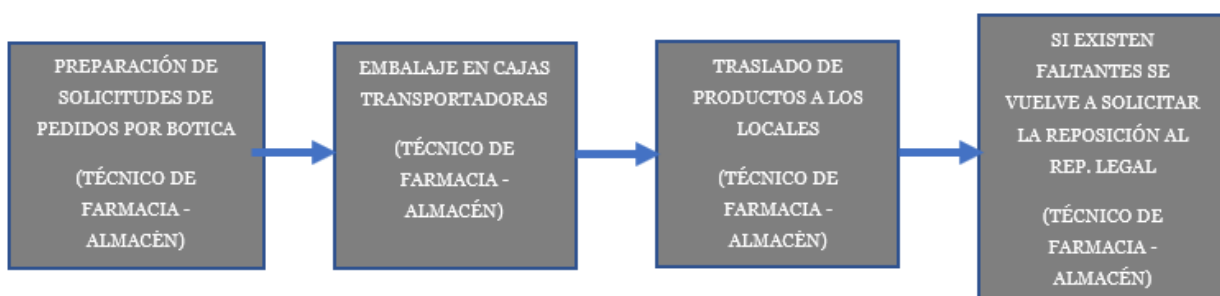 PREPARACIÓN DE
SOLICITUDES DE
PEDIDOS POR BOTICA
(TÉCNICO DE
FARMACIA -
ALMACÉN)
EMBALAJE EN CAJAS
TRANSPORTADORAS
(TÉCNICO DE
FARMACIA -
ALMACÉN)
TRASLADO DE
PRODUCTOS A LOS
LOCALES
(TÉCNICO DE
FARMACIA -
ALMACÉN)
SI EXISTEN
FALTANTES SE
VUELVE A SOLICITAR
LA REPOSICIÓN AL
REP. LEGAL
(TÉCNICO DE
FARMACIA -
ALMACÉN)